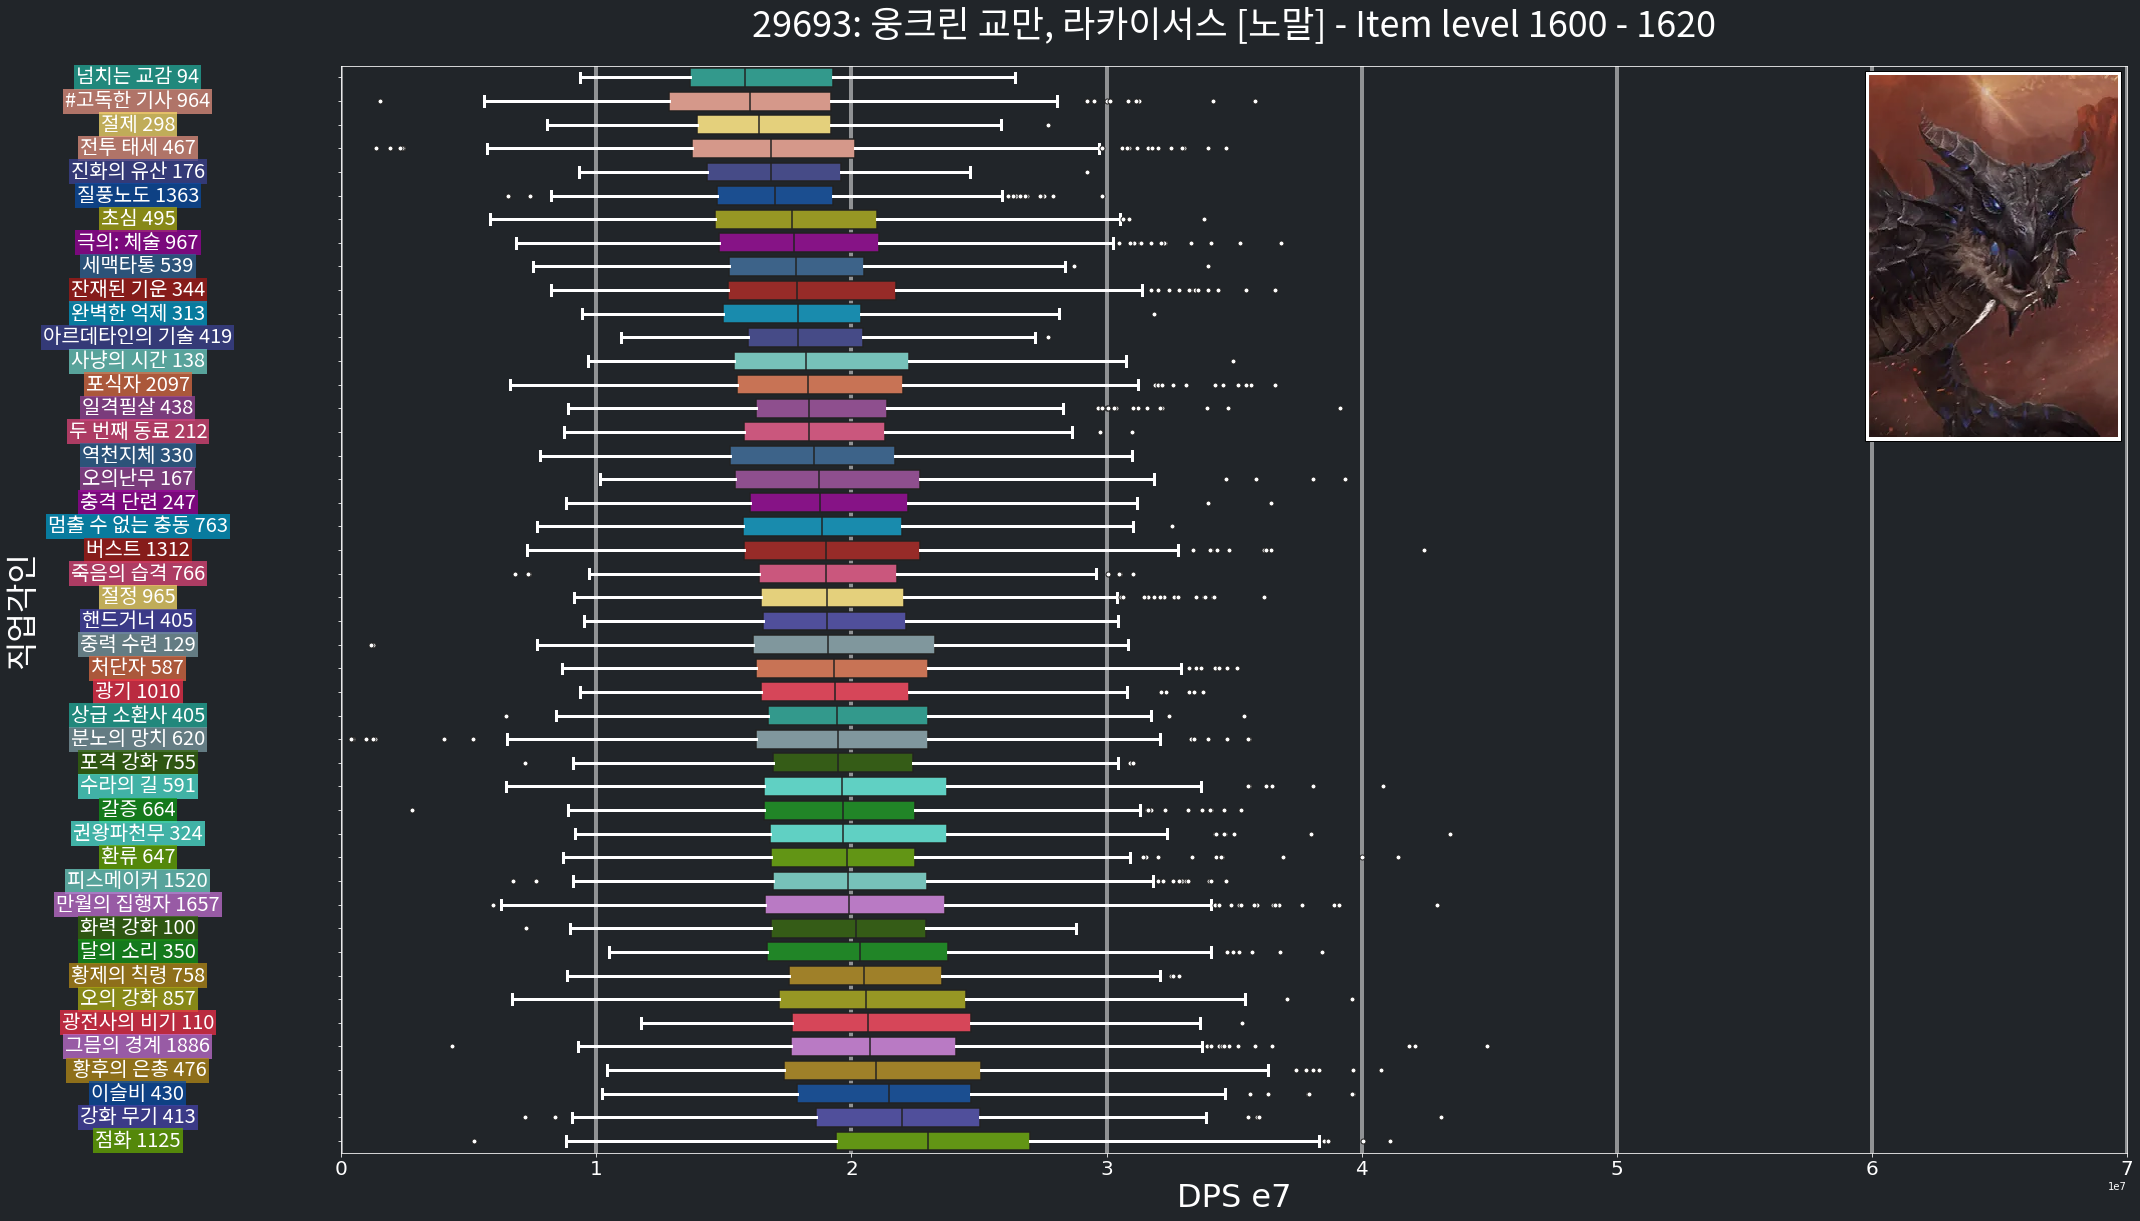 29693: 웅크린 교만, 라카이서스 [노말] - Item level 1600 - 1620
직업각인
넘치는 교감 94
#고독한 기사 964
절제 298
전투 태세 467
진화의 유산 176
질풍노도 1363
초심 495
극의: 체술 967
세맥타통 539
잔재된 기운 344
완벽한 억제 313
아르데타인의 기술 419
사냥의 시간 138
포식자 2097
일격필살 438
두 번째 동료 212
역천지체 330
오의난무 167
충격 단련 247
멈출 수 없는 충동 763
버스트 1312
죽음의 습격 766
절정 965
핸드거너 405
중력 수련 129
처단자 587
광기 1010
상급 소환사 405
분노의 망치 620
포격 강화 755
수라의 길 591
갈증 664
권왕파천무 324
환류 647
피스메이커 1520
만월의 집행자 1657
화력 강화 100
달의 소리 350
황제의 칙령 758
오의 강화 857
광전사의 비기 110
그믐의 경계 1886
황후의 은총 476
이슬비 430
강화 무기 413
점화 1125
0 1 2 3 4 5 6 7
1e7
DPS e7